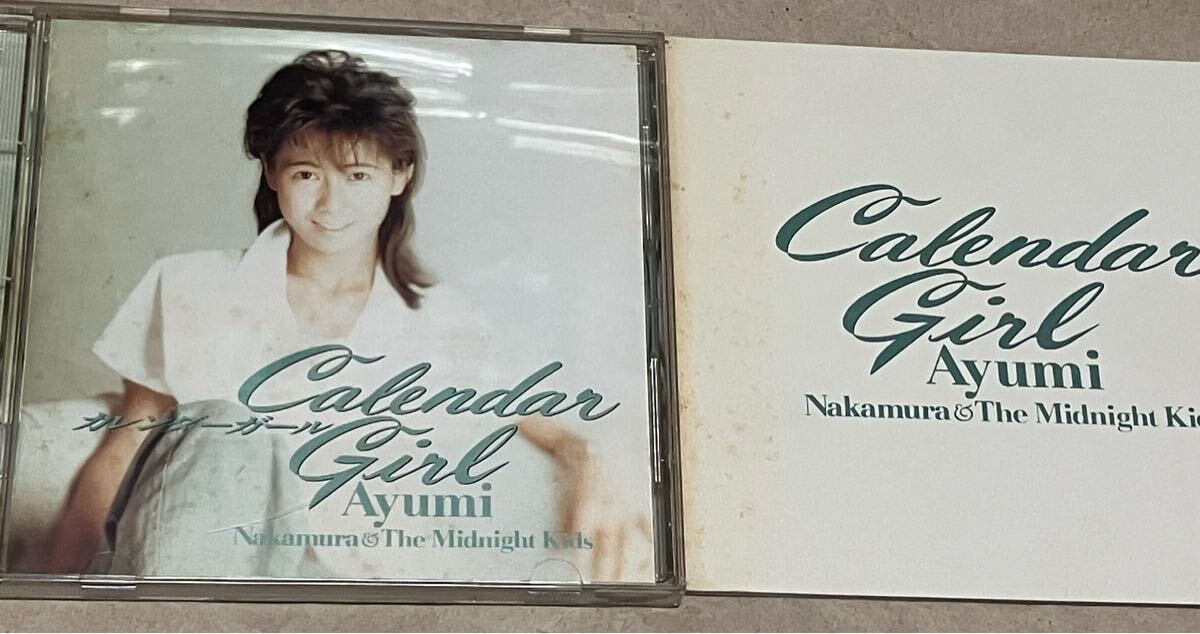 Calendar
カレンダーガール
Girl
Ayumi
Nakamura & The Midnight Kids
Calendar
Girl
Ayumi
Nakamura & The Midnight Ki